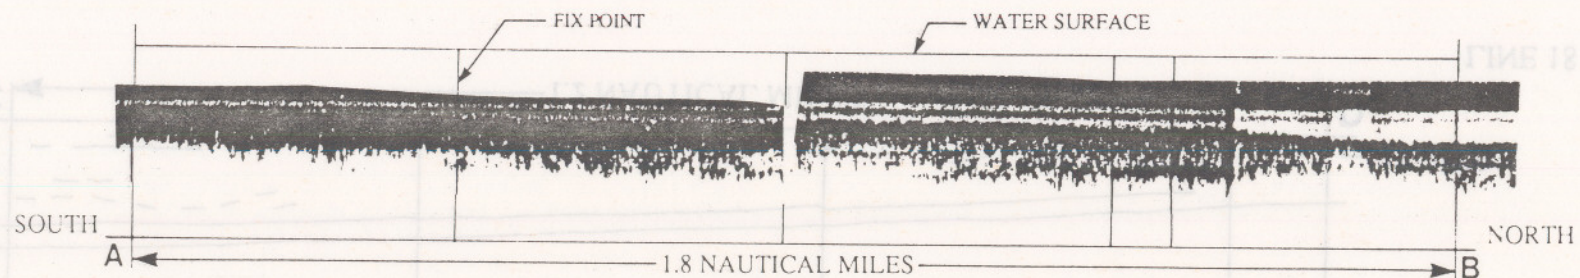 FIX POINT
WATER SURFACE
SOUTH
NORTH
A
1.8 NAUTICAL MILES
B